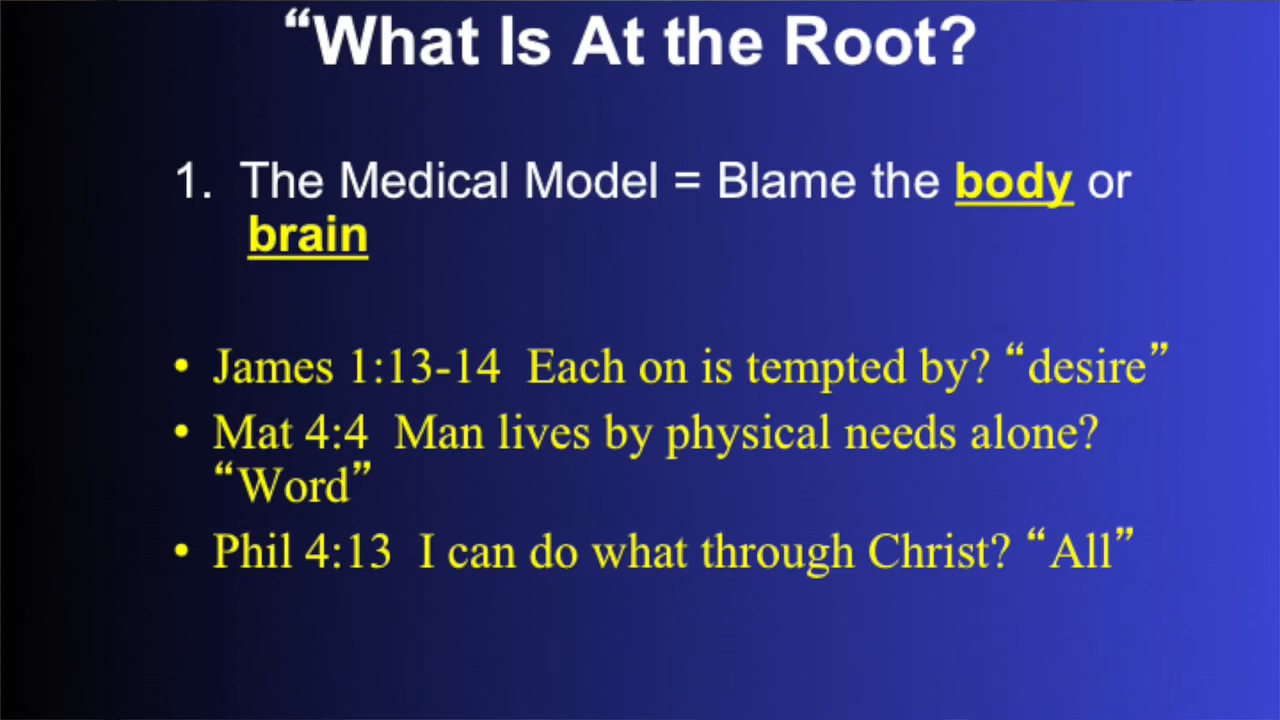 “What Is At the Root?
1. The Medical Model = Blame the body or
brain
• James 1:13-14 Each on is tempted by? “desire”
• Mat 4:4 Man lives by physical needs alone?
“Word”
• Phil 4:13 I can do what through Christ? “All”